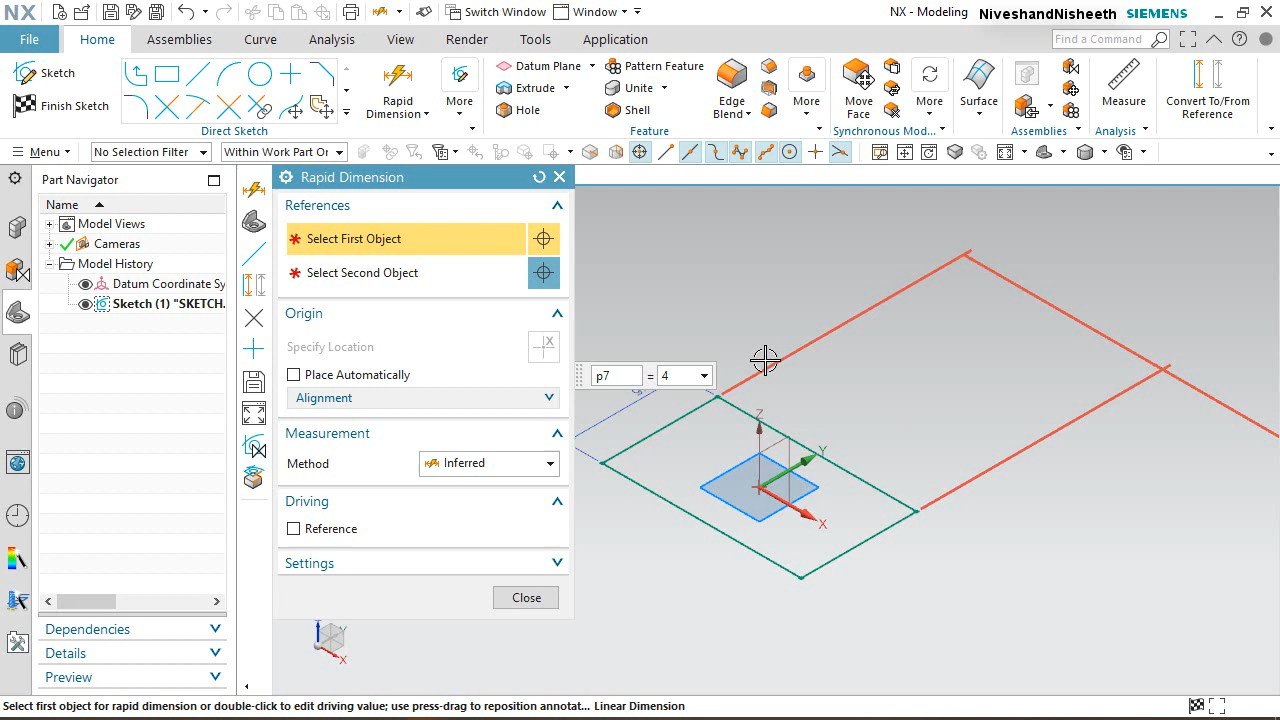 NX
Switch Window
Window
NX - Modeling
NiveshandNisheeth
SIEMENS
File
Home
Assemblies
Curve
Analysis
View
Render
Tools
Application
Find a Command
Sketch
Finish Sketch
Direct Sketch
Rapid
Dimension
More
Datum Plane
Extrude
Hole
Pattern Feature
Unite
Shell
Edge
Blend
More
Feature
Move
Face
More
Synchronous Mod...
Surface
Assemblies
Measure
Analysis
Convert To/From
Reference
Menu
No Selection Filter
Within Work Part Or
Part Navigator
Name
Model Views
Cameras
Model History
Datum Coordinate Sy
Sketch (1) "SKETCH.
Dependencies
Details
Preview
Rapid Dimension
References
* Select First Object
* Select Second Object
Origin
Specify Location
Place Automatically
Alignment
Measurement
Method
Inferred
Driving
Reference
Settings
Close
p7 = 4
Z
Y
X
X
Select first object for rapid dimension or double-click to edit driving value; use press-drag to reposition annotat... Linear Dimension